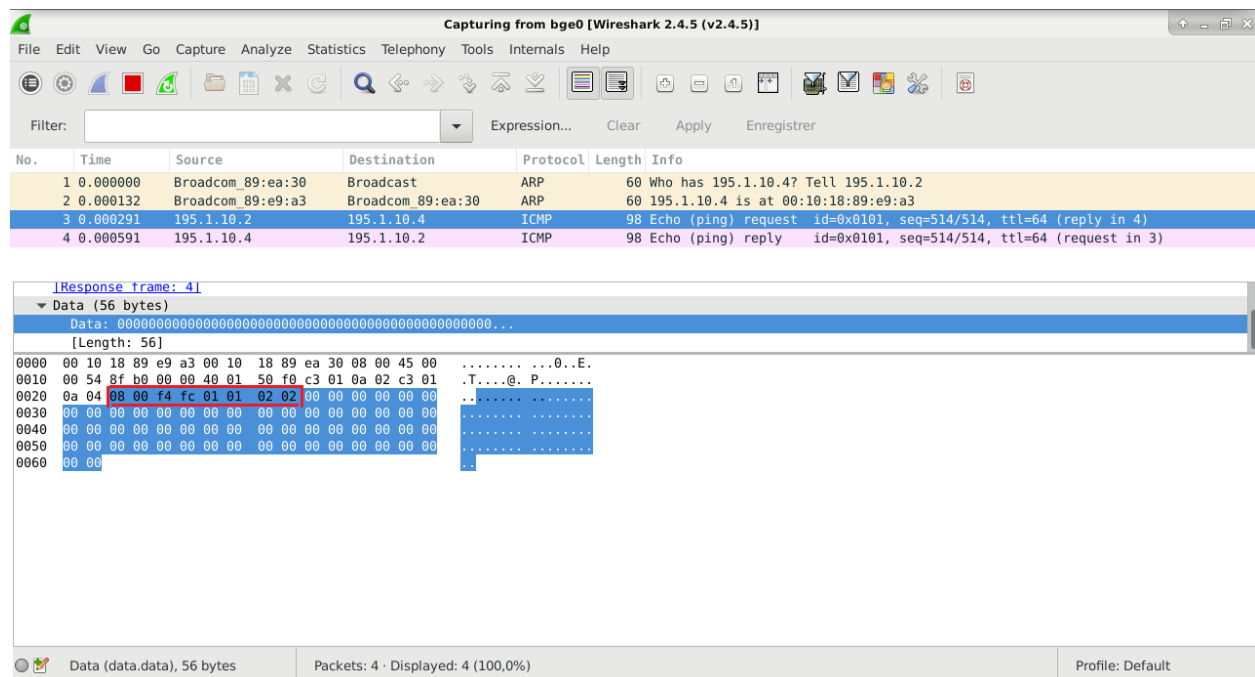 Capturing from bge0 [Wireshark 2.4.5 (v2.4.5)]
File Edit View Go Capture Analyze Statistics Telephony Tools Internals Help
Filter: Expression... Clear Apply Enregistrer
No. Time Source Destination Protocol Length Info
1 0.000000 Broadcom_89:ea:30 Broadcast ARP 60 Who has 195.1.10.4? Tell 195.1.10.2
2 0.000132 Broadcom_89:e9:a3 Broadcom_89:ea:30 ARP 60 195.1.10.4 is at 00:10:18:89:e9:a3
3 0.000291 195.1.10.2 195.1.10.4 ICMP 98 Echo (ping) request id=0x0101, seq=514/514, ttl=64 (reply in 4)
4 0.000591 195.1.10.4 195.1.10.2 ICMP 98 Echo (ping) reply id=0x0101, seq=514/514, ttl=64 (request in 3)
[Response frame: 4]
Data (56 bytes)
Data: 000000000000000000000000000000000000000000000000...
[Length: 56]
0000 00 10 18 89 e9 a3 00 10 18 89 ea 30 08 00 45 00 ........ ...0..E.
0010 00 54 8f b0 00 00 40 01 50 f0 c3 01 0a 02 c3 01 .T....@. P.......
0020 0a 04 08 00 f4 fc 01 01 02 02 00 00 00 00 00 00 ........ ........
0030 00 00 00 00 00 00 00 00 00 00 00 00 00 00 00 00 ........ ........
0040 00 00 00 00 00 00 00 00 00 00 00 00 00 00 00 00 ........ ........
0050 00 00 00 00 00 00 00 00 00 00 00 00 00 00 00 00 ........ ........
0060 00 00 ..
Data (data.data), 56 bytes Packets: 4 · Displayed: 4 (100,0%) Profile: Default